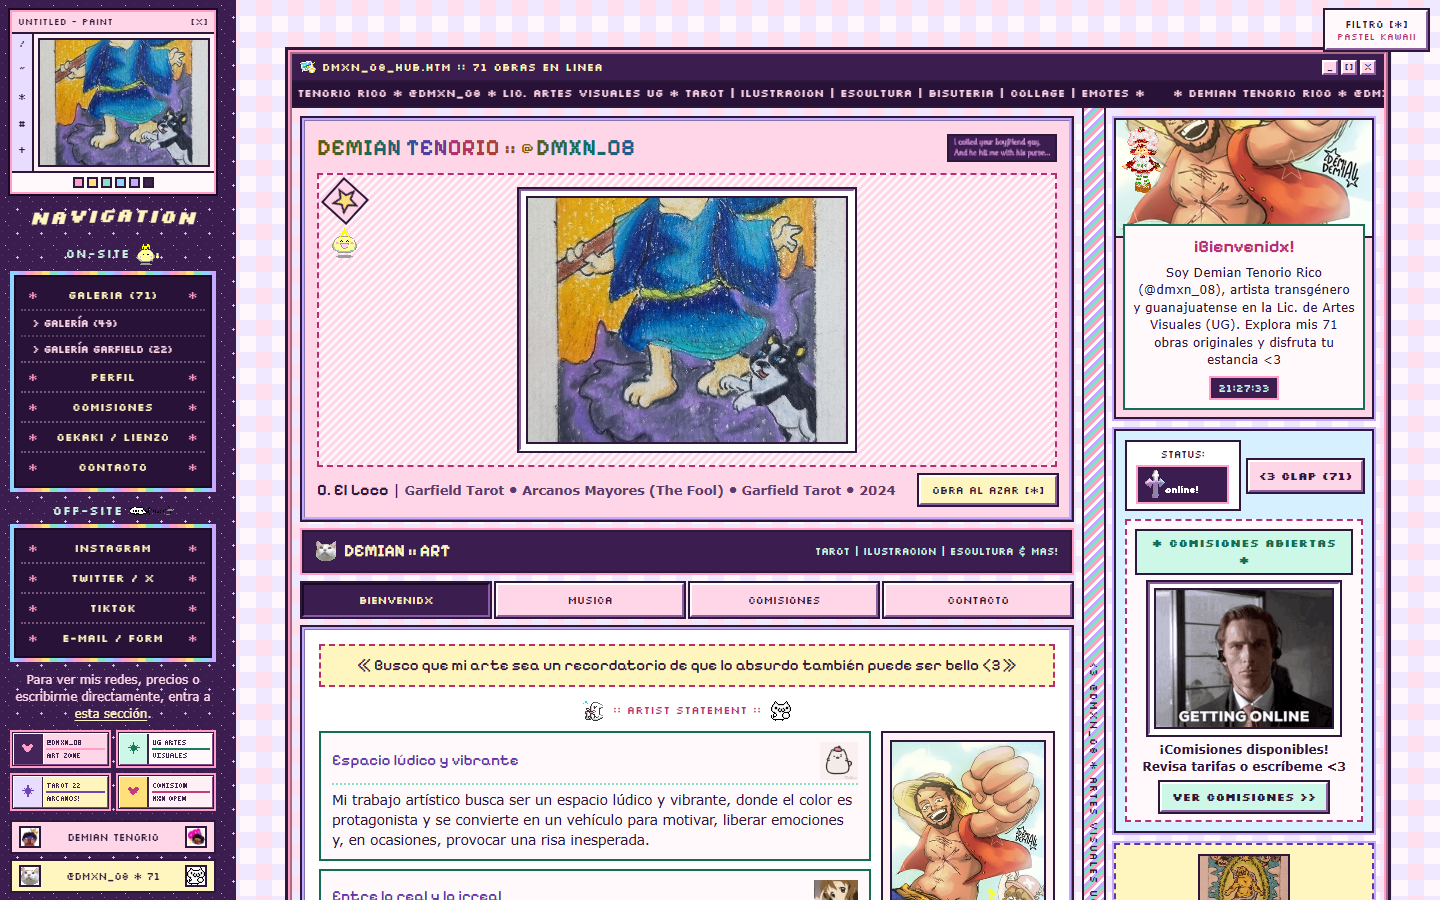 UNTITLED - PAINT [X]
NAVIGATION
ON-SITE
* GALERIA (71) *
> GALERÍA (49)
> GALERÍA GARFIELD (22)
* PERFIL *
* COMISIONES *
* OEKAKI / LIENZO *
* CONTACTO *
OFF-SITE
* INSTAGRAM *
* TWITTER / X *
* TIKTOK *
* E-MAIL / FORM *
Para ver mis redes, precios o
escribirme directamente, entra a
esta sección.
@DMXN_08
ART ZONE
UG ARTES
VISUALES
TAROT 22
ARCANOS!
COMISION
MXN OPEN
DEMIAN TENORIO
@DMXN_08 * 71
FILTRO [*]
PASTEL KAWAII
DMXN_08_HUB.HTM :: 71 OBRAS EN LINEA
TENORIO RICO * @DMXN_08 * LIC. ARTES VISUALES UG * TAROT | ILUSTRACION | ESCULTURA | BISUTERIA | COLLAGE | EMOTES * * DEMIAN TENORIO RICO *
DEMIAN TENORIO :: @DMXN_08
I called your boyfriend gay,
And he hit me with his purse...
0. El Loco | Garfield Tarot • Arcanos Mayores (The Fool) • Garfield Tarot • 2024
OBRA AL AZAR [*]
DEMIAN :: ART
TAROT | ILUSTRACION | ESCULTURA & MAS!
BIENVENIDX
MUSICA
COMISIONES
CONTACTO
« Busco que mi arte sea un recordatorio de que lo absurdo también puede ser bello <3 »
:: ARTIST STATEMENT ::
Espacio lúdico y vibrante
Mi trabajo artístico busca ser un espacio lúdico y vibrante, donde el color es
protagonista y se convierte en un vehículo para motivar, liberar emociones
y, en ocasiones, provocar una risa inesperada.
Entre lo real y lo irreal
DEMIAN
* @DMXN_08 * ARTES VISUALES
DEMIAN
DEMIAL
¡Bienvenidx!
Soy Demian Tenorio Rico
(@dmxn_08), artista transgénero
y guanajuatense en la Lic. de Artes
Visuales (UG). Explora mis 71
obras originales y disfruta tu
estancia <3
21:27:33
STATUS:
online!
<3 CLAP (71)
* COMISIONES ABIERTAS
*
GETTING ONLINE
¡Comisiones disponibles!
Revisa tarifas o escríbeme <3
VER COMISIONES >>